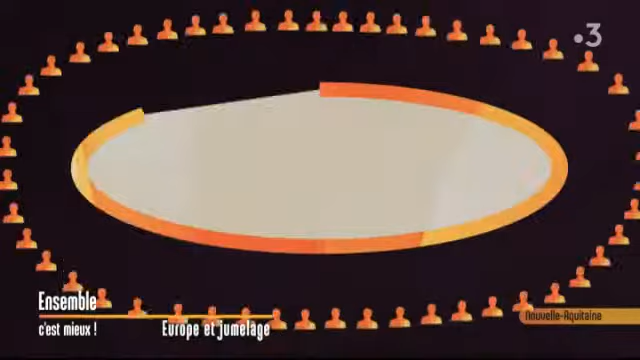 3
Ensemble
c'est mieux !
Europe et jumelage
Nouvelle-Aquitaine